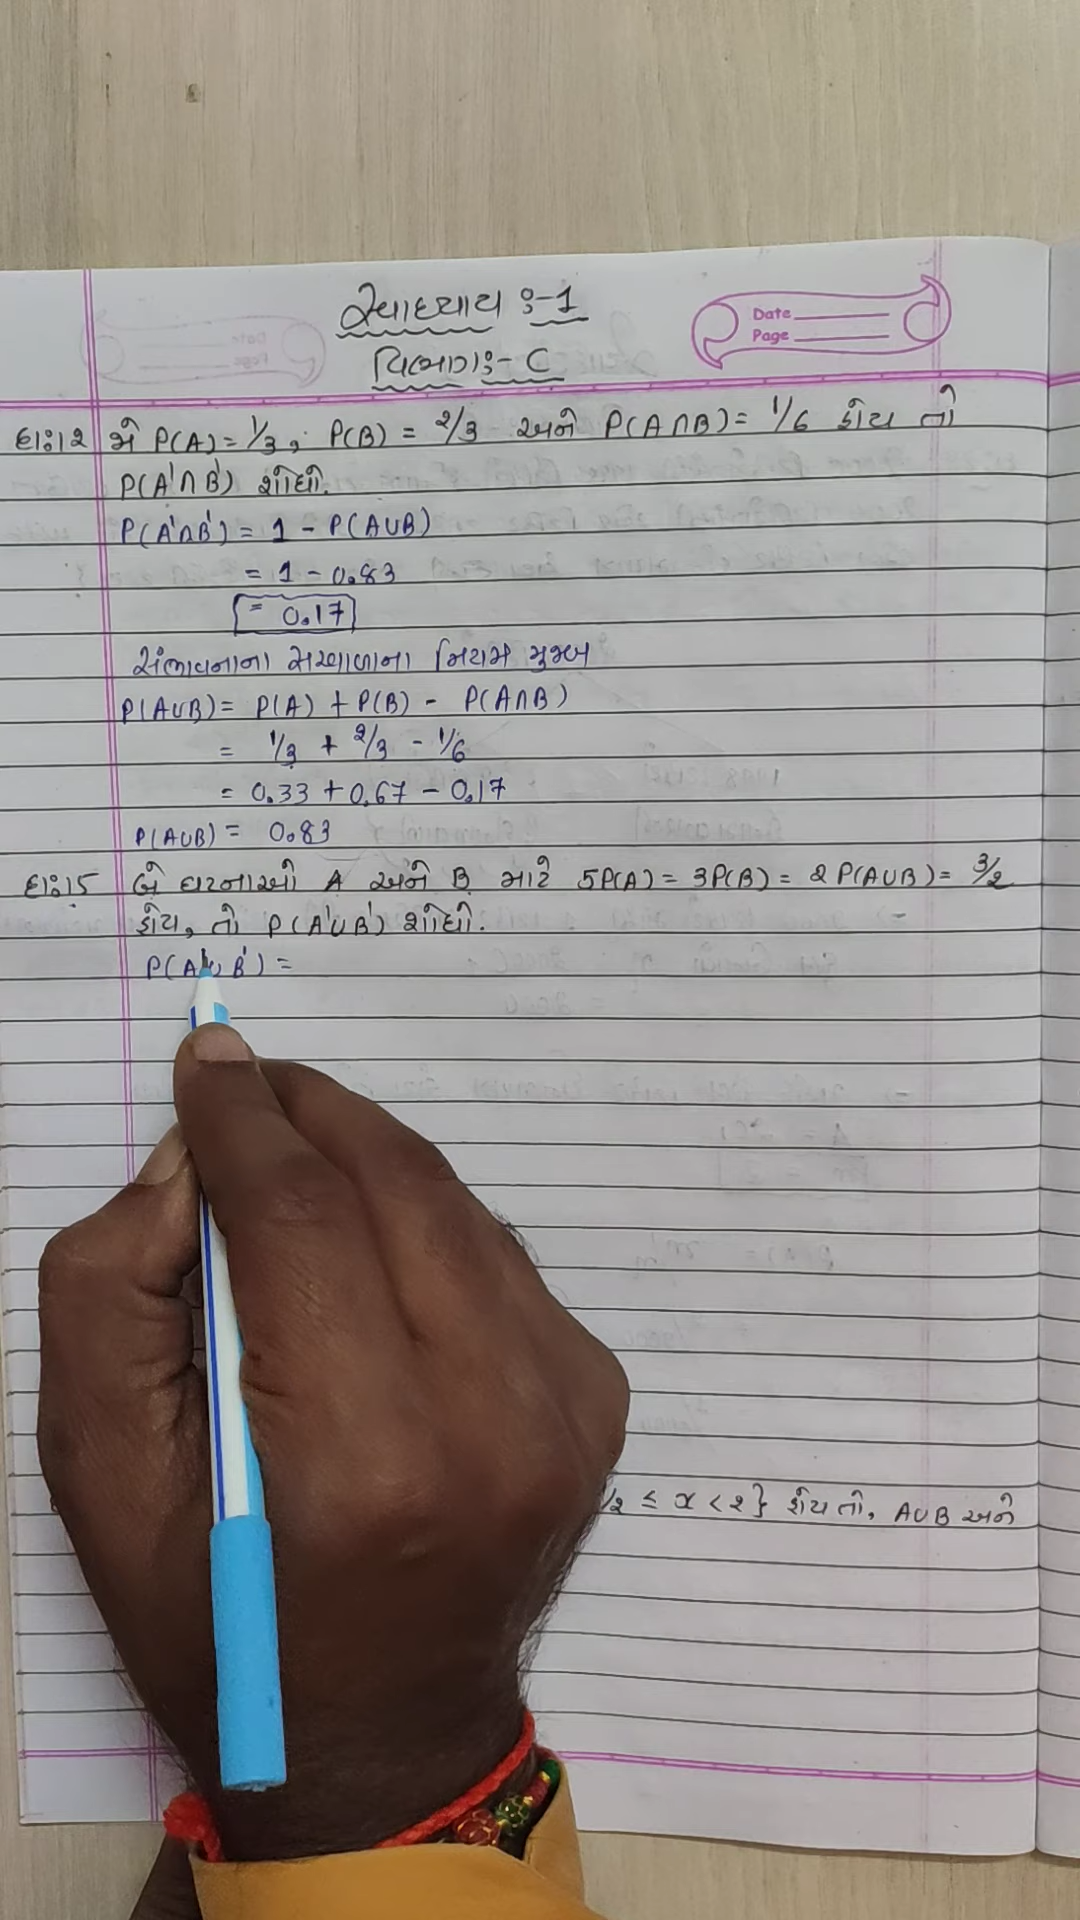 સ્વાધ્યાય :-1
વિભાગ :- C
Date
Page
દા:12 જો P(A) = 1/3, P(B) = 2/3 અને P(A∩B) = 1/6 હોય તો
P(A'∩B') શોધો.
P(A'∩B') = 1 - P(AUB)
= 1 - 0.83
= 0.17
સંભાવનાના સરવાળાના નિયમ મુજબ
P(AUB) = P(A) + P(B) - P(A∩B)
= 1/3 + 2/3 - 1/6
= 0.33 + 0.67 - 0.17
P(AUB) = 0.83
દા:15 બે ઘટનાઓ A અને B માટે 5P(A) = 3P(B) = 2P(AUB) = 3/2
હોય, તો P(A'UB') શોધો.
P(A'UB') =
/2 ≤ x < 2} હોય તો, AUB અને